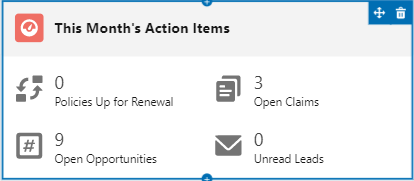 This Month's Action Items
0
Policies Up for Renewal
3
Open Claims
#
9
Open Opportunities
0
Unread Leads